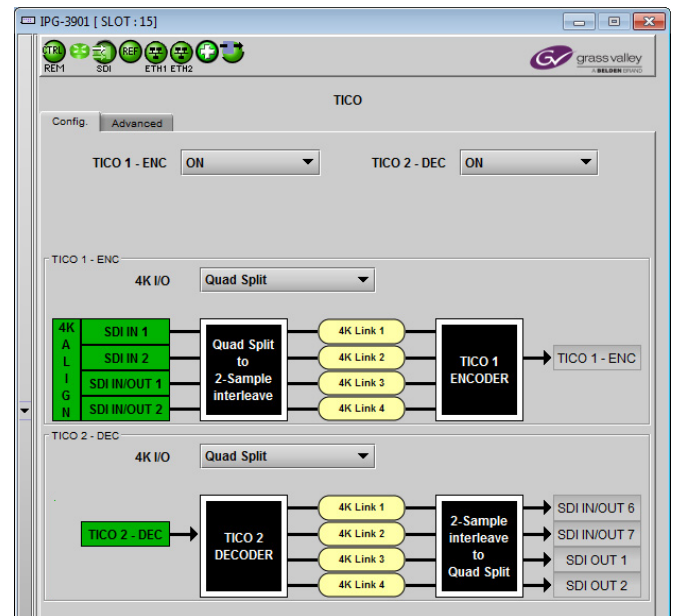 IPG-3901 [ SLOT : 15]
CTRL
REM
SDI
REF
ETH1
ETH2
GV
grass valley
A BELDEN BRAND
TICO
Config.
Advanced
TICO 1 - ENC
ON
TICO 2 - DEC
ON
TICO 1 - ENC
4K I/O
Quad Split
4K
A
L
I
G
N
SDI IN 1
SDI IN 2
SDI IN/OUT 1
SDI IN/OUT 2
Quad Split
to
2-Sample
interleave
4K Link 1
4K Link 2
4K Link 3
4K Link 4
TICO 1
ENCODER
TICO 1 - ENC
TICO 2 - DEC
4K I/O
Quad Split
TICO 2 - DEC
TICO 2
DECODER
4K Link 1
4K Link 2
4K Link 3
4K Link 4
2-Sample
interleave
to
Quad Split
SDI IN/OUT 6
SDI IN/OUT 7
SDI OUT 1
SDI OUT 2